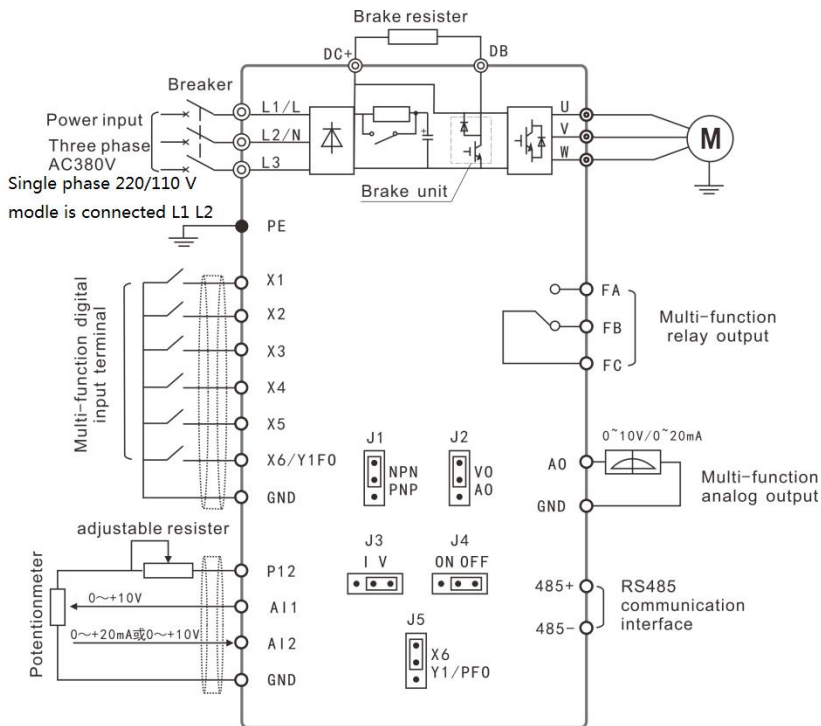 Brake resister
DC+
DB
Breaker
L1/L
L2/N
L3
Power input
Three phase
AC380V
Single phase 220/110 V
modle is connected L1 L2
U
V
W
M
Brake unit
PE
Multi-function digital
input terminal
X1
X2
X3
X4
X5
X6/Y1FO
GND
FA
FB
FC
Multi-function
relay output
J1
NPN
PNP
J2
VO
AO
0~10V/0~20mA
AO
GND
Multi-function
analog output
adjustable resister
Potentionmeter
P12
0～+10V
AI1
0～+20mA或0～+10V
AI2
GND
J3
I V
J4
ON OFF
J5
X6
Y1/PFO
485+
485-
RS485
communication
interface